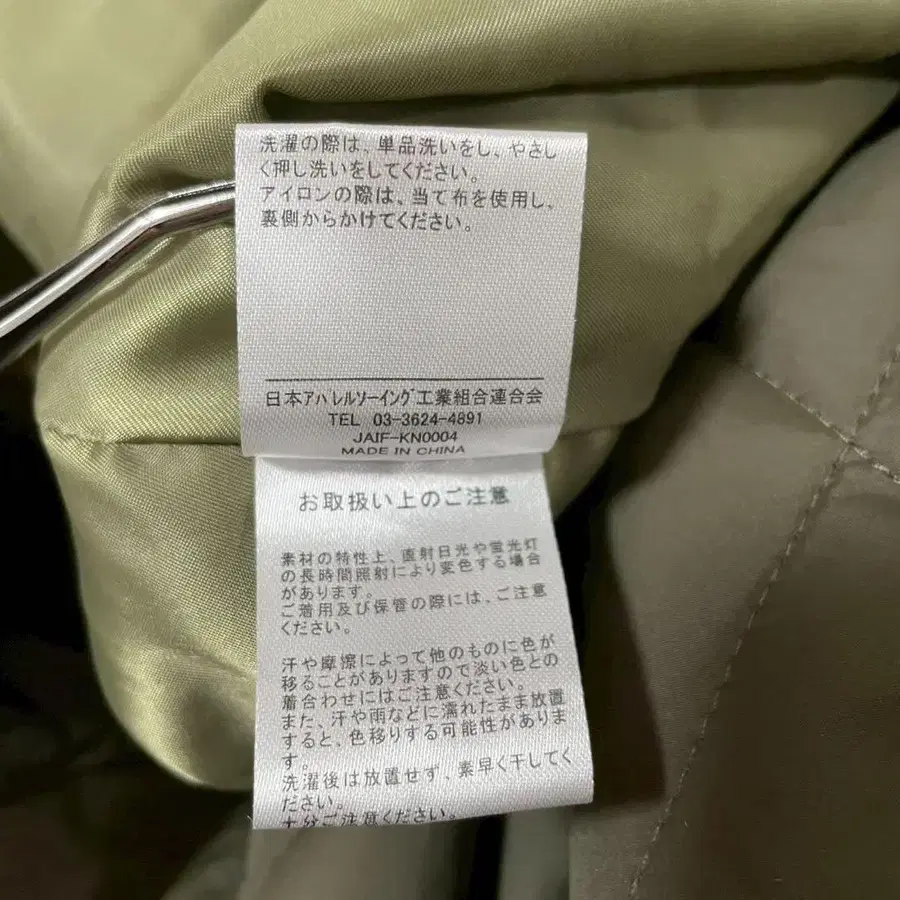 洗濯の際は、単品洗いをし、やさし
く押し洗いをしてください。
アイロンの際は、当て布を使用し、
裏側からかけてください。
日本アパレルソーイング工業組合連合会
TEL 03-3624-4891
JAIF-KN0004
MADE IN CHINA
お取扱い上のご注意
素材の特性上、直射日光や蛍光灯
の長時間照射により変色する場合
があります。
ご着用及び保管の際には、ご注意
ください。
汗や摩擦によって他のものに色が
移ることがありますので淡い色との
着合わせにはご注意ください。
また、汗や雨などに濡れたまま放置
すると、色移りする可能性がありま
す。
洗濯後は放置せず、素早く干してく
ださい。
十分ご注意ください。